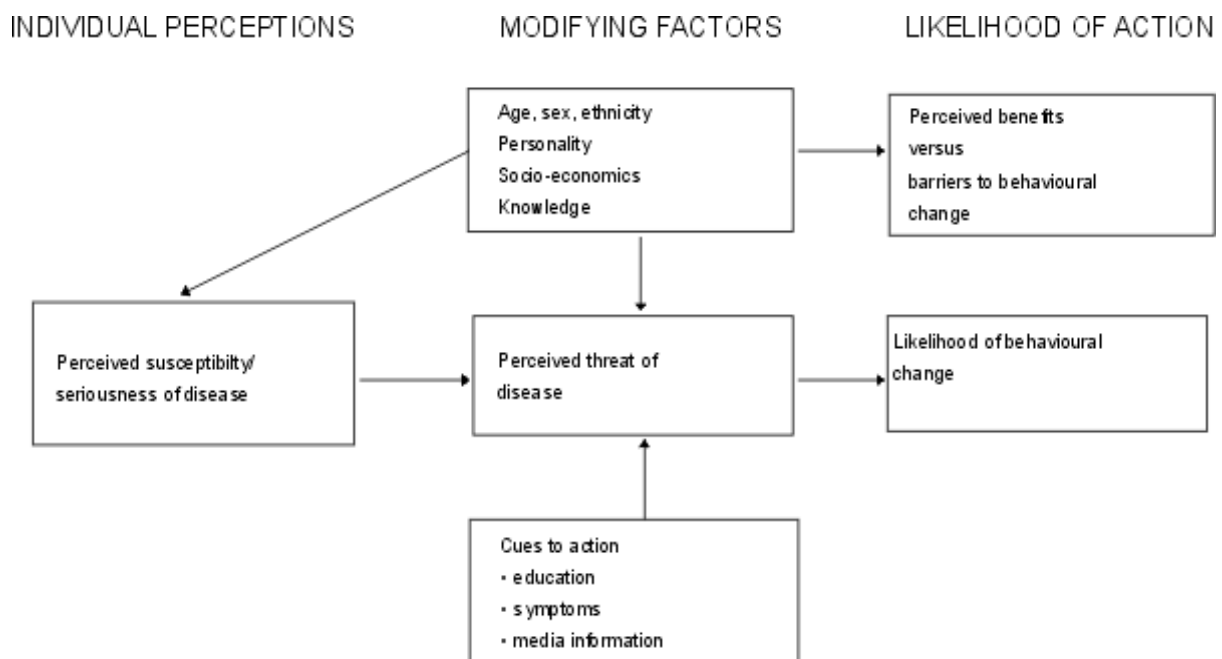 INDIVIDUAL PERCEPTIONS
MODIFYING FACTORS
LIKELIHOOD OF ACTION
Age, sex, ethnicity
Personality
Socio-economics
Knowledge
Perceived benefits
versus
barriers to behavioural
change
Perceived susceptibilty/
seriousness of disease
Perceived threat of
disease
Likelihood of behavioural
change
Cues to action
• education
• symptoms
• media information